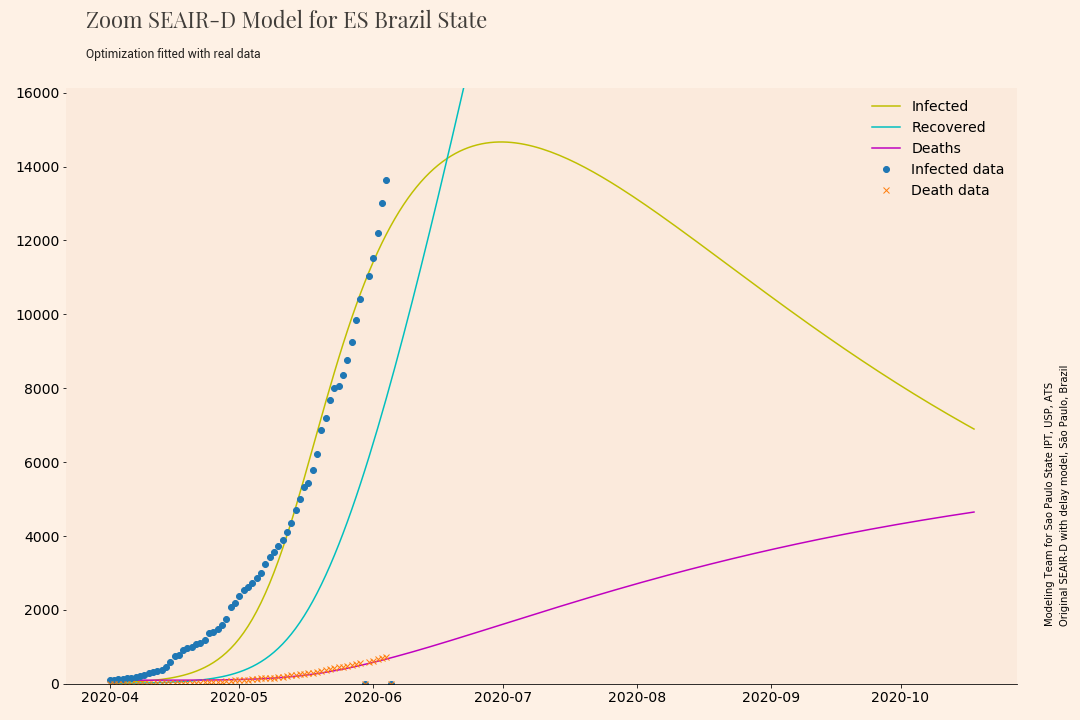 Zoom SEAIR-D Model for ES Brazil State
Optimization fitted with real data
16000
14000
12000
10000
8000
6000
4000
2000
0
2020-04
2020-05
2020-06
2020-07
2020-08
2020-09
2020-10
Infected
Recovered
Deaths
Infected data
Death data
Modeling Team for Sao Paulo State IPT, USP, ATS
Original SEAIR-D with delay model, São Paulo, Brazil